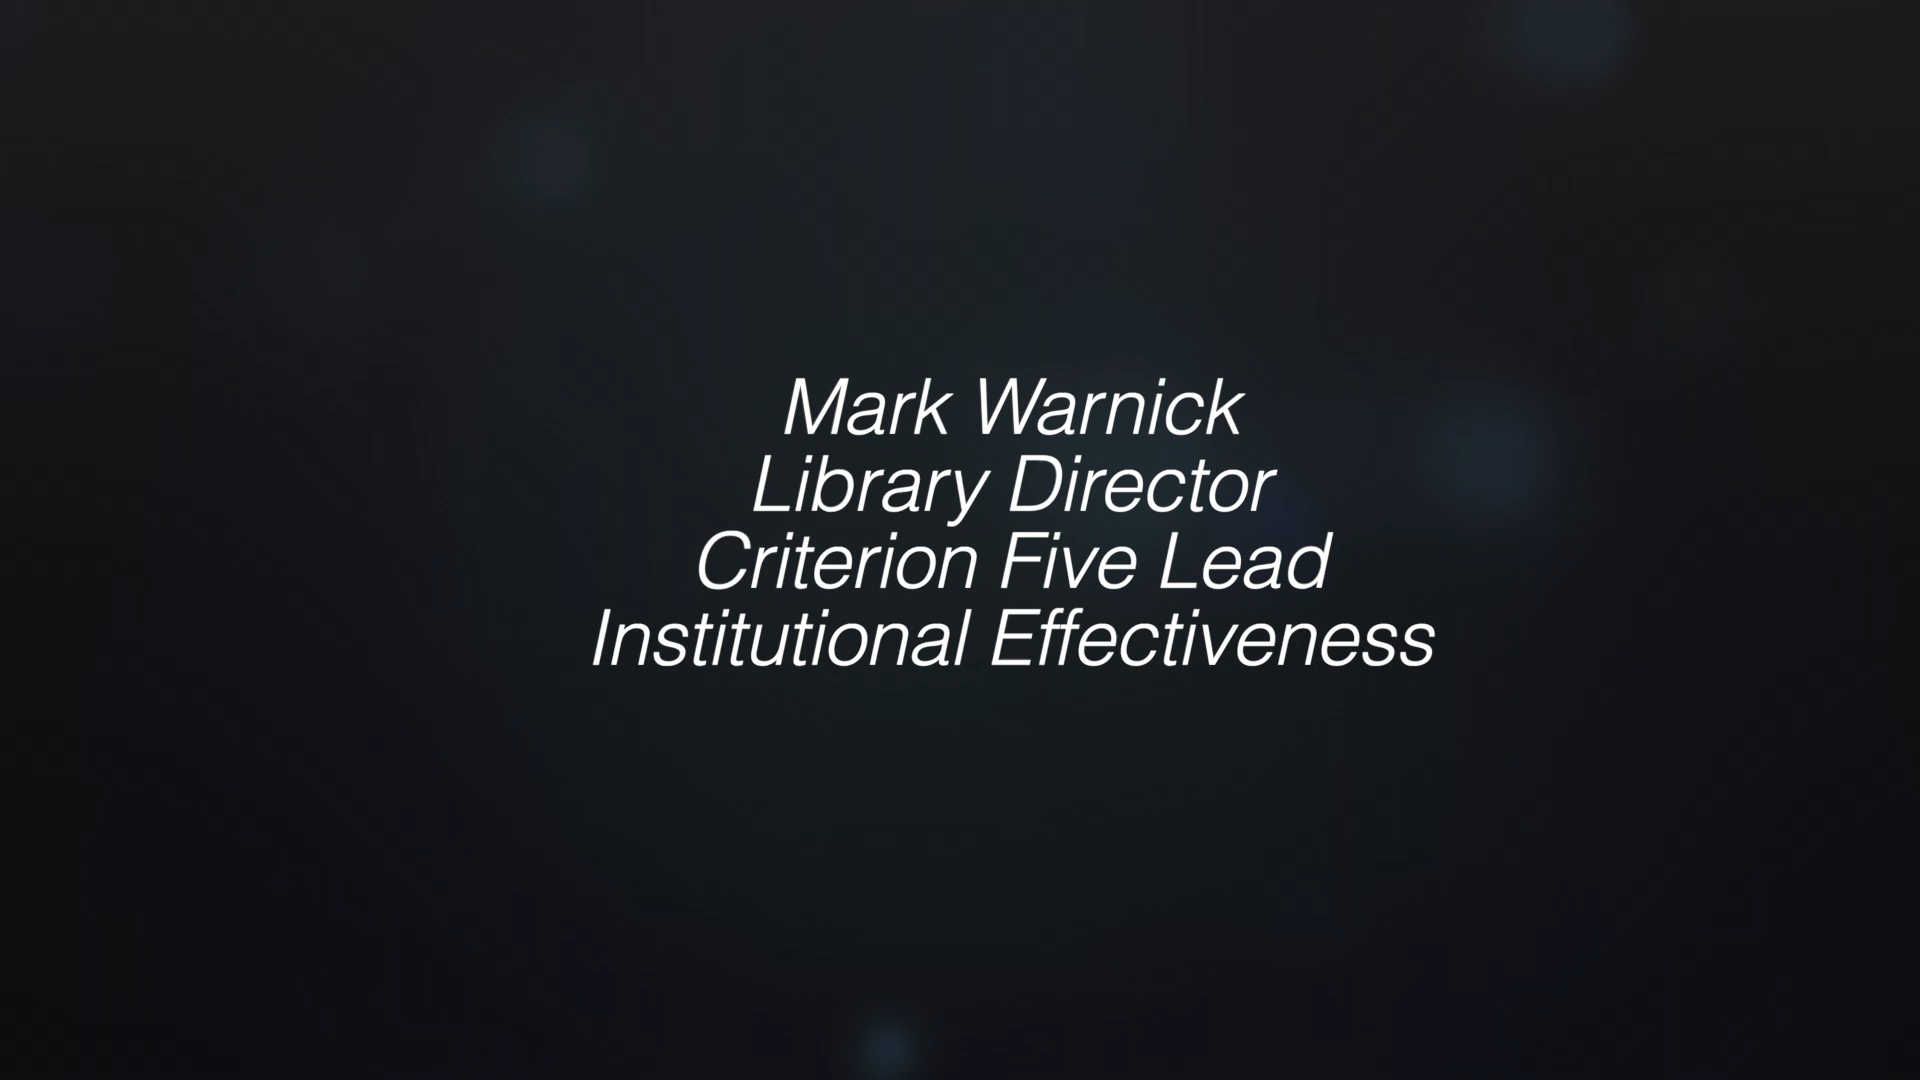 Mark Warnick
Library Director
Criterion Five Lead
Institutional Effectiveness